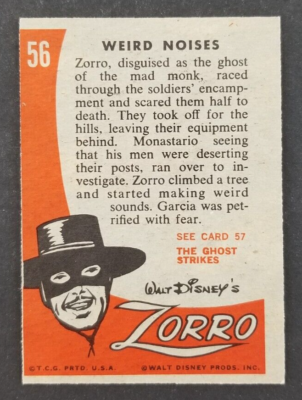 56
WEIRD NOISES
Zorro, disguised as the ghost
of the mad monk, raced
through the soldiers' encamp-
ment and scared them half to
death. They took off for the
hills, leaving their equipment
behind. Monastario seeing
that his men were deserting
their posts, ran over to in-
vestigate. Zorro climbed a tree
and started making weird
sounds. Garcia was pet-
rified with fear.
SEE CARD 57
THE GHOST
STRIKES
WALT DISNEY'S
ZORRO
© T.C.G. PRTD. U.S.A.
© WALT DISNEY PRODS. INC.